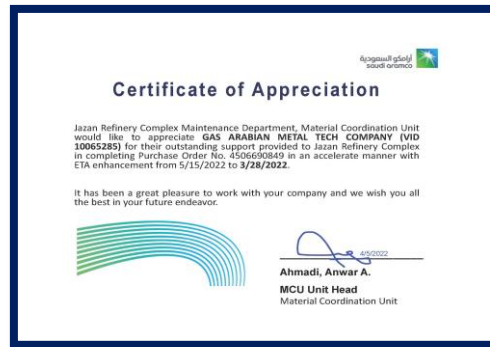 أرامكو السعودية
saudi aramco
Certificate of Appreciation
Jazan Refinery Complex Maintenance Department, Material Coordination Unit
would like to appreciate GAS ARABIAN METAL TECH COMPANY (VID
10065285) for their outstanding support provided to Jazan Refinery Complex
in completing Purchase Order No. 4506690849 in an accelerate manner with
ETA enhancement from 5/15/2022 to 3/28/2022.
It has been a great pleasure to work with your company and we wish you all
the best in your future endeavor.
4/5/2022
Ahmadi, Anwar A.
MCU Unit Head
Material Coordination Unit